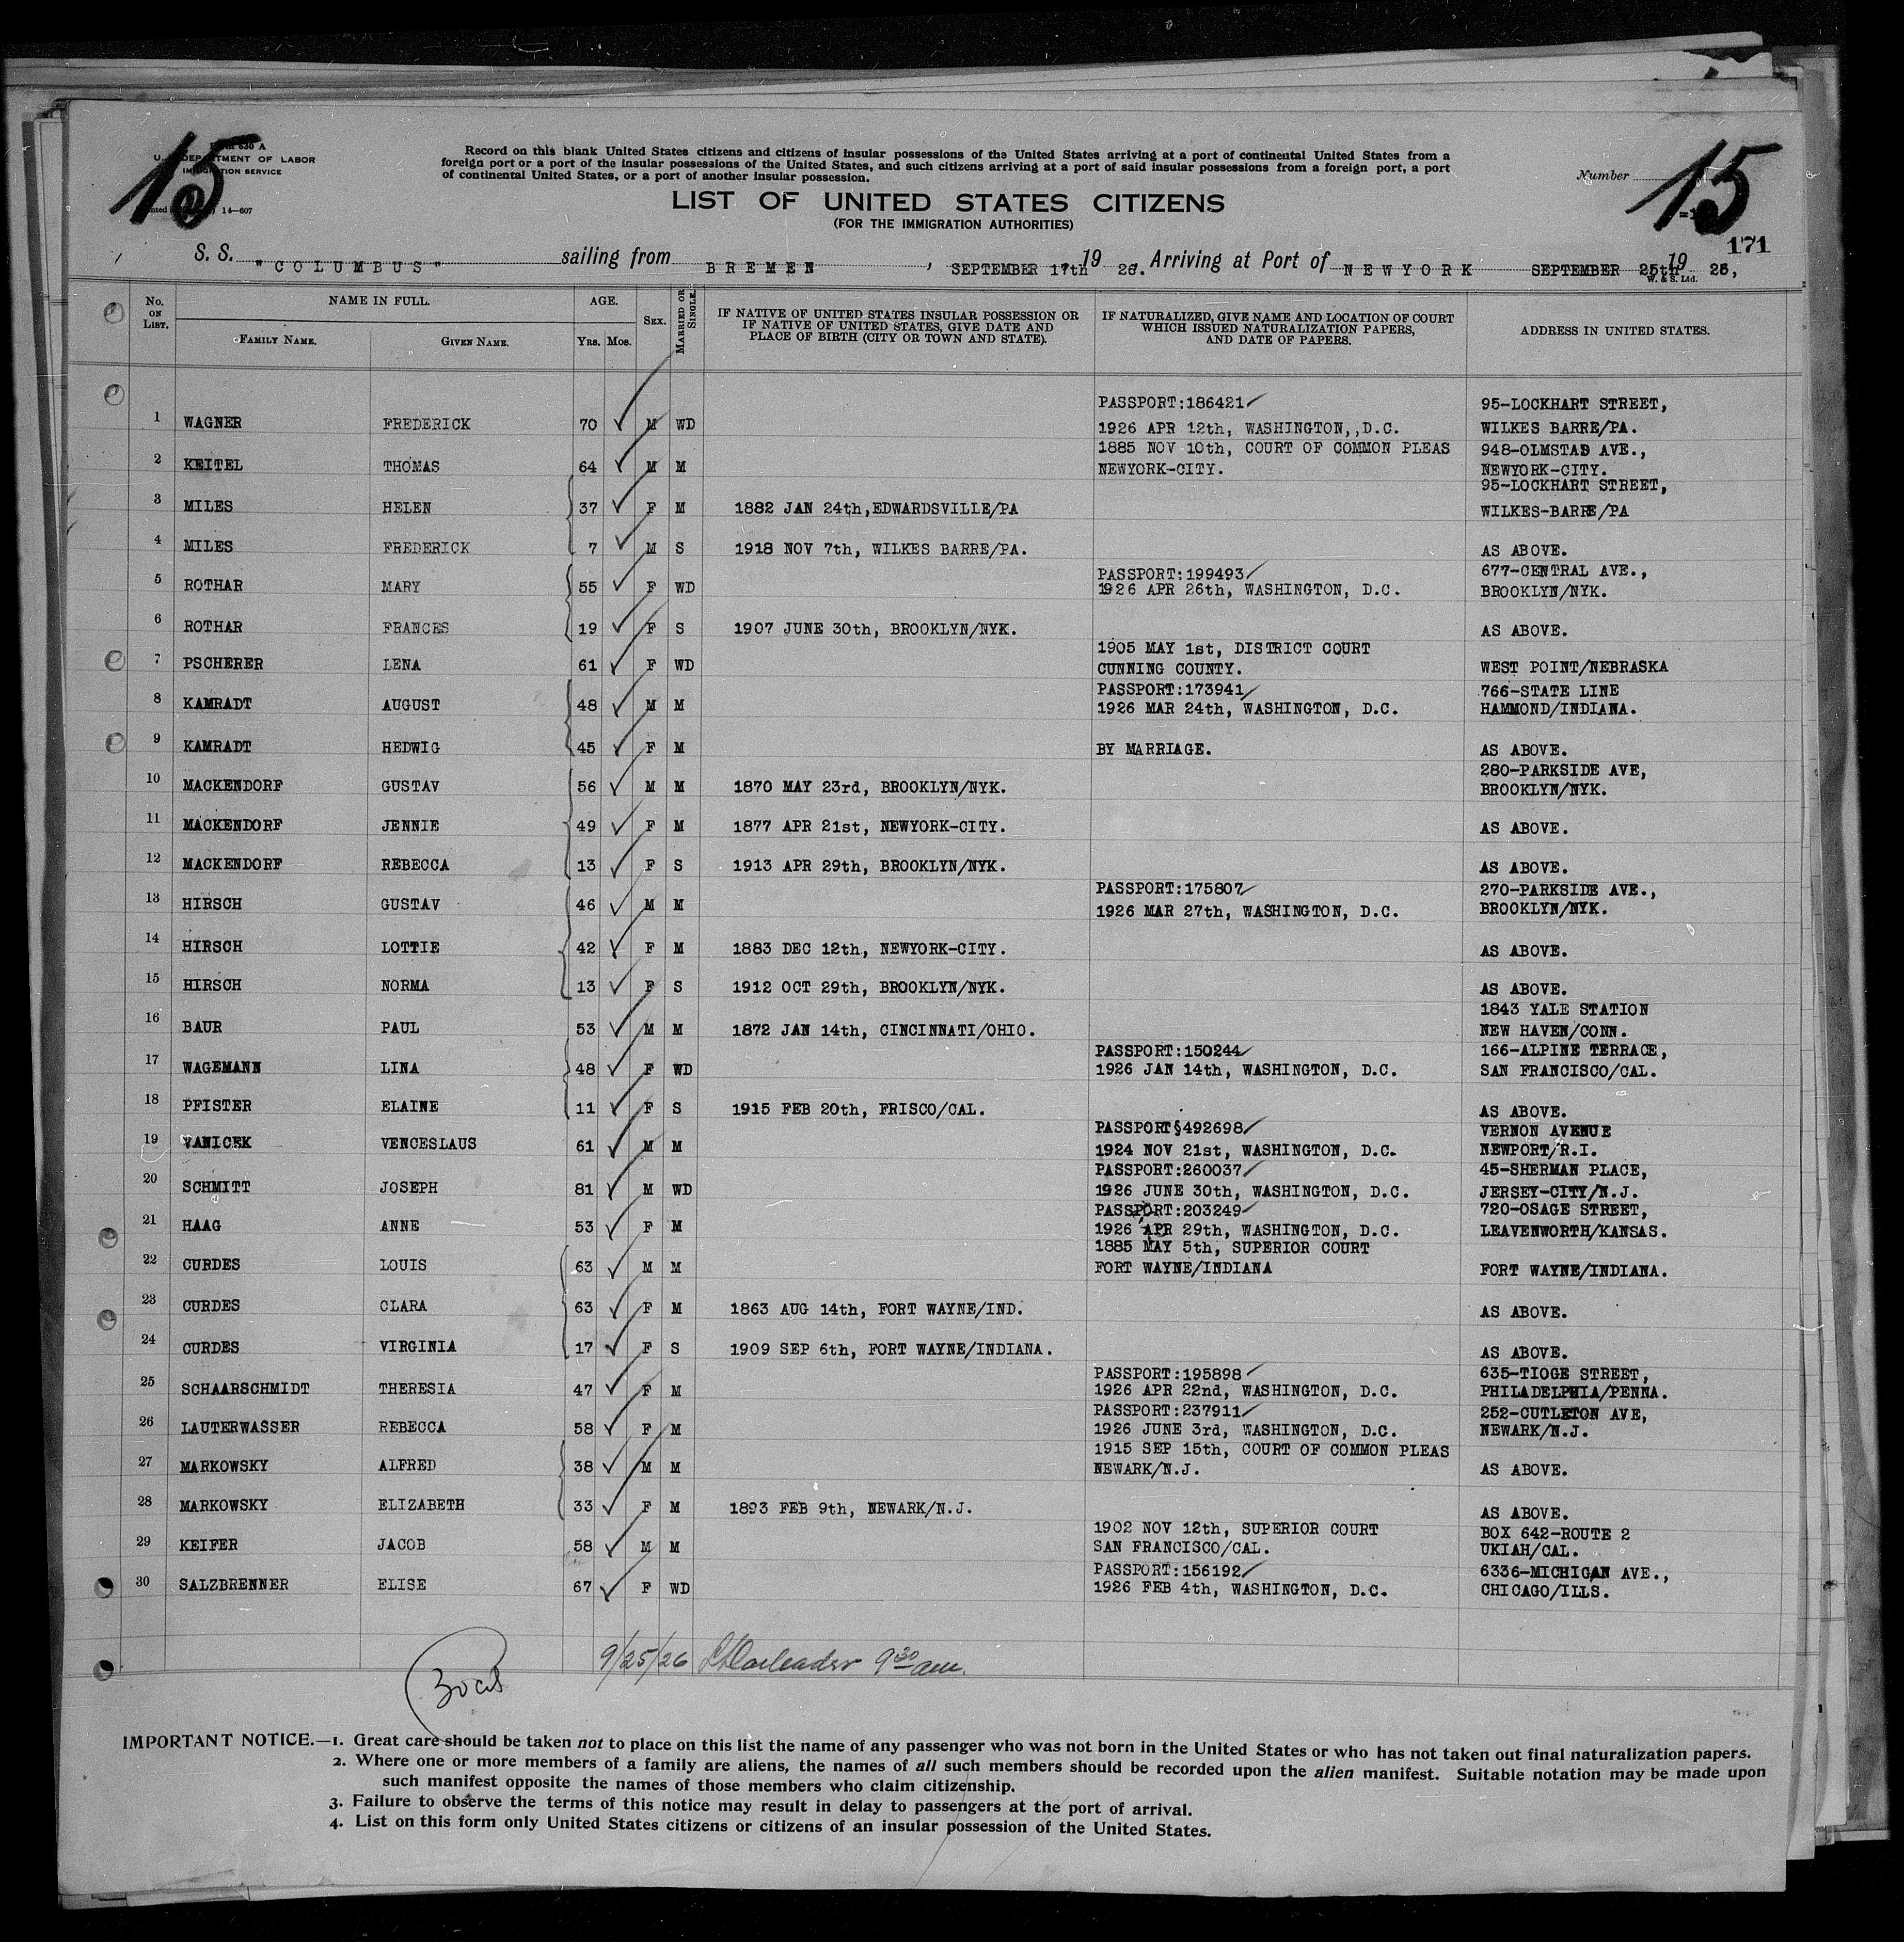 15
15
Form 630 A
U. S. DEPARTMENT OF LABOR
IMMIGRATION SERVICE
14—607
Record on this blank United States citizens and citizens of insular possessions of the United States arriving at a port of continental United States from a
foreign port or a port of the insular possessions of the United States, and such citizens arriving at a port of said insular possessions from a foreign port, a port
of continental United States, or a port of another insular possession.
Number
LIST OF UNITED STATES CITIZENS
(FOR THE IMMIGRATION AUTHORITIES)
171
S. S. "COLUMBUS" sailing from BREMEN, SEPTEMBER 17th 19 26. Arriving at Port of NEWYORK SEPTEMBER 25th 19 26,
W. & S. Ltd.
No. ON LIST. NAME IN FULL. FAMILY NAME. GIVEN NAME. AGE. YRS. MOS. SEX. MARRIED OR SINGLE. IF NATIVE OF UNITED STATES INSULAR POSSESSION OR IF NATIVE OF UNITED STATES, GIVE DATE AND PLACE OF BIRTH (CITY OR TOWN AND STATE). IF NATURALIZED, GIVE NAME AND LOCATION OF COURT WHICH ISSUED NATURALIZATION PAPERS, AND DATE OF PAPERS. ADDRESS IN UNITED STATES.
PASSPORT:186421 95-LOCKHART STREET,
1 WAGNER FREDERICK 70 M WD 1926 APR 12th, WASHINGTON,,D.C. WILKES BARRE/PA.
1885 NOV 10th, COURT OF COMMON PLEAS 948-OLMSTAD AVE.,
2 KEITEL THOMAS 64 M M NEWYORK-CITY. NEWYORK-CITY.
95-LOCKHART STREET,
3 MILES HELEN 37 F M 1882 JAN 24th,EDWARDSVILLE/PA WILKES-BARRE/PA
4 MILES FREDERICK 7 M S 1918 NOV 7th, WILKES BARRE/PA. AS ABOVE.
PASSPORT:199493 677-CENTRAL AVE.,
5 ROTHAR MARY 55 F WD 1926 APR 26th, WASHINGTON, D.C. BROOKLYN/NYK.
6 ROTHAR FRANCES 19 F S 1907 JUNE 30th, BROOKLYN/NYK. AS ABOVE.
1905 MAY 1st, DISTRICT COURT
7 PSCHERER LENA 61 F WD CUNNING COUNTY. WEST POINT/NEBRASKA
PASSPORT:173941 766-STATE LINE
8 KAMRADT AUGUST 48 M M 1926 MAR 24th, WASHINGTON, D.C. HAMMOND/INDIANA.
9 KAMRADT HEDWIG 45 F M BY MARRIAGE. AS ABOVE.
280-PARKSIDE AVE,
10 MACKENDORF GUSTAV 56 M M 1870 MAY 23rd, BROOKLYN/NYK. BROOKLYN/NYK.
11 MACKENDORF JENNIE 49 F M 1877 APR 21st, NEWYORK-CITY. AS ABOVE.
12 MACKENDORF REBECCA 13 F S 1913 APR 29th, BROOKLYN/NYK. AS ABOVE.
PASSPORT:175807 270-PARKSIDE AVE.,
13 HIRSCH GUSTAV 46 M M 1926 MAR 27th, WASHINGTON, D.C. BROOKLYN/NYK.
14 HIRSCH LOTTIE 42 F M 1883 DEC 12th, NEWYORK-CITY. AS ABOVE.
15 HIRSCH NORMA 13 F S 1912 OCT 29th, BROOKLYN/NYK. AS ABOVE.
1843 YALE STATION
16 BAUR PAUL 53 M M 1872 JAN 14th, CINCINNATI/OHIO. NEW HAVEN/CONN.
PASSPORT:150244 166-ALPINE TERRACE,
17 WAGEMANN LINA 48 F WD 1926 JAN 14th, WASHINGTON, D.C. SAN FRANCISCO/CAL.
18 PFISTER ELAINE 11 F S 1915 FEB 20th, FRISCO/CAL. AS ABOVE.
PASSPORT§492698 VERNON AVENUE
19 VANICEK VENCESLAUS 61 M M 1924 NOV 21st, WASHINGTON, D.C. NEWPORT/R.I.
PASSPORT:260037 45-SHERMAN PLACE,
20 SCHMITT JOSEPH 81 M WD 1926 JUNE 30th, WASHINGTON, D.C. JERSEY-CITY/N.J.
PASSPORT:203249 720-OSAGE STREET,
21 HAAG ANNE 53 F M 1926 APR 29th, WASHINGTON, D.C. LEAVENWORTH/KANSAS.
1885 MAY 5th, SUPERIOR COURT
22 CURDES LOUIS 63 M M FORT WAYNE/INDIANA FORT WAYNE/INDIANA.
23 CURDES CLARA 63 F M 1863 AUG 14th, FORT WAYNE/IND. AS ABOVE.
24 CURDES VIRGINIA 17 F S 1909 SEP 6th, FORT WAYNE/INDIANA. AS ABOVE.
PASSPORT:195898 635-TIOGE STREET,
25 SCHAARSCHMIDT THERESIA 47 F M 1926 APR 22nd, WASHINGTON, D.C. PHILADELPHIA/PENNA.
PASSPORT:237911 252-CUTLETON AVE,
26 LAUTERWASSER REBECCA 58 F M 1926 JUNE 3rd, WASHINGTON, D.C. NEWARK/N.J.
1915 SEP 15th, COURT OF COMMON PLEAS
27 MARKOWSKY ALFRED 38 M M NEWARK/N.J. AS ABOVE.
28 MARKOWSKY ELIZABETH 33 F M 1893 FEB 9th, NEWARK/N.J. AS ABOVE.
1902 NOV 12th, SUPERIOR COURT BOX 642-ROUTE 2
29 KEIFER JACOB 58 M M SAN FRANCISCO/CAL. UKIAH/CAL.
PASSPORT:156192 6336-MICHIGAN AVE.,
30 SALZBRENNER ELISE 67 F WD 1926 FEB 4th, WASHINGTON, D.C. CHICAGO/ILLS.
9/25/26 9 30 am.
IMPORTANT NOTICE.—1. Great care should be taken not to place on this list the name of any passenger who was not born in the United States or who has not taken out final naturalization papers.
2. Where one or more members of a family are aliens, the names of all such members should be recorded upon the alien manifest. Suitable notation may be made upon
such manifest opposite the names of those members who claim citizenship.
3. Failure to observe the terms of this notice may result in delay to passengers at the port of arrival.
4. List on this form only United States citizens or citizens of an insular possession of the United States.